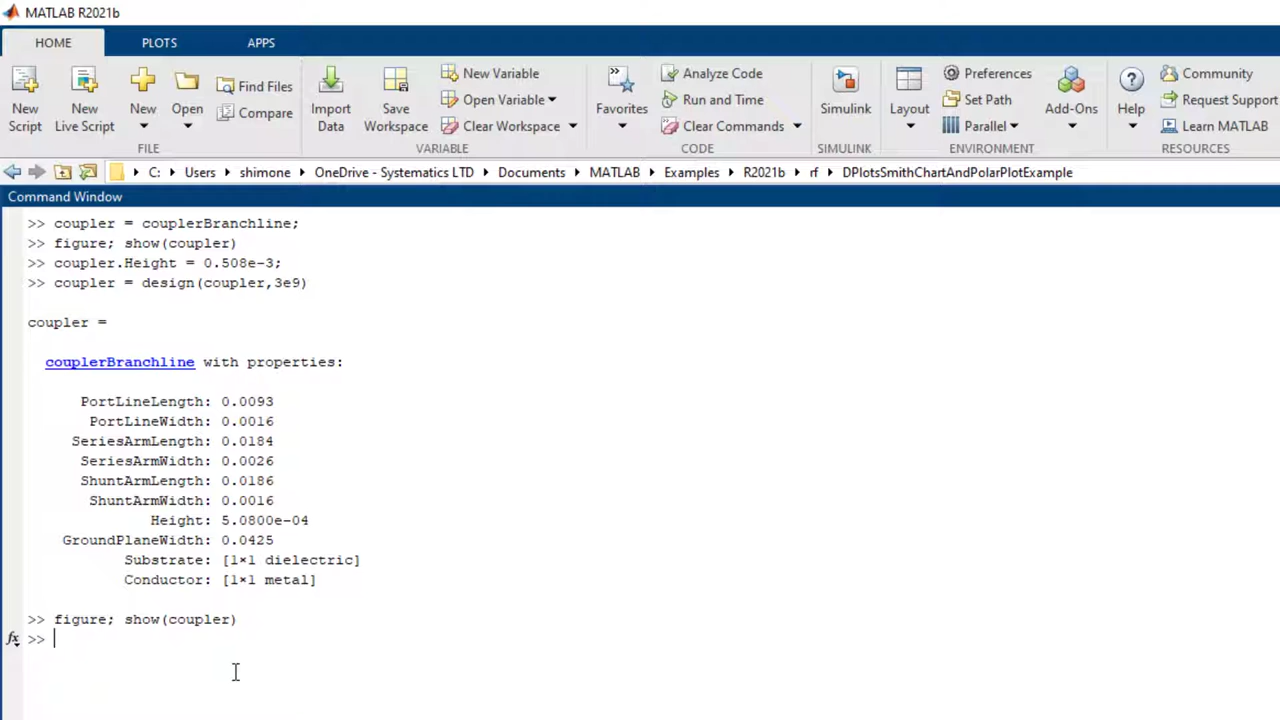 MATLAB R2021b
HOME PLOTS APPS
New Script
New Live Script
New
Open
Find Files
Compare
FILE
Import Data
Save Workspace
New Variable
Open Variable
Clear Workspace
VARIABLE
Favorites
Analyze Code
Run and Time
Clear Commands
CODE
Simulink
SIMULINK
Layout
Preferences
Set Path
Parallel
Add-Ons
ENVIRONMENT
Help
Community
Request Support
Learn MATLAB
RESOURCES
C: Users shimone OneDrive - Systematics LTD Documents MATLAB Examples R2021b rf DPlotsSmithChartAndPolarPlotExample
Command Window
>> coupler = couplerBranchline;
>> figure; show(coupler)
>> coupler.Height = 0.508e-3;
>> coupler = design(coupler,3e9)
coupler =
couplerBranchline with properties:
PortLineLength: 0.0093
PortLineWidth: 0.0016
SeriesArmLength: 0.0184
SeriesArmWidth: 0.0026
ShuntArmLength: 0.0186
ShuntArmWidth: 0.0016
Height: 5.0800e-04
GroundPlaneWidth: 0.0425
Substrate: [1×1 dielectric]
Conductor: [1×1 metal]
>> figure; show(coupler)
fx >>